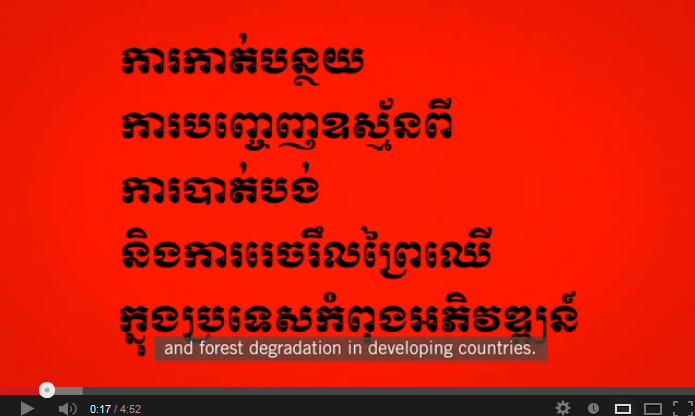 ការកាត់បន្ថយ
ការបញ្ចេញឧស្ម័នពី
ការបាត់បង់
និងការរេចរឹលព្រៃឈើ
ក្នុងប្រទេសកំពុងអភិវឌ្ឍន៍
and forest degradation in developing countries.
0:17 / 4:52